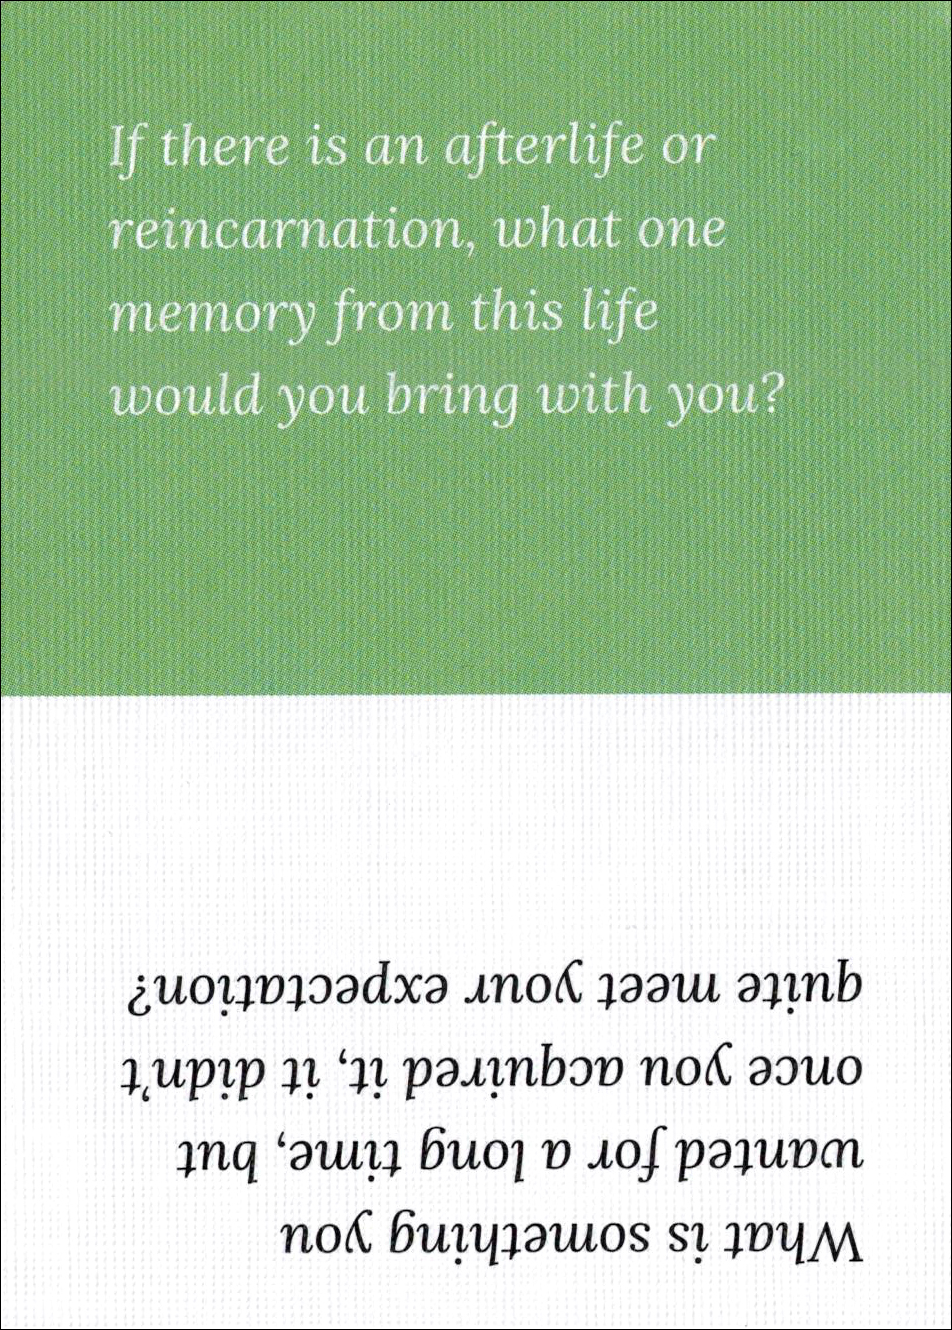 If there is an afterlife or
reincarnation, what one
memory from this life
would you bring with you?
What is something you
wanted for a long time, but
once you acquired it, it didn't
quite meet your expectation?